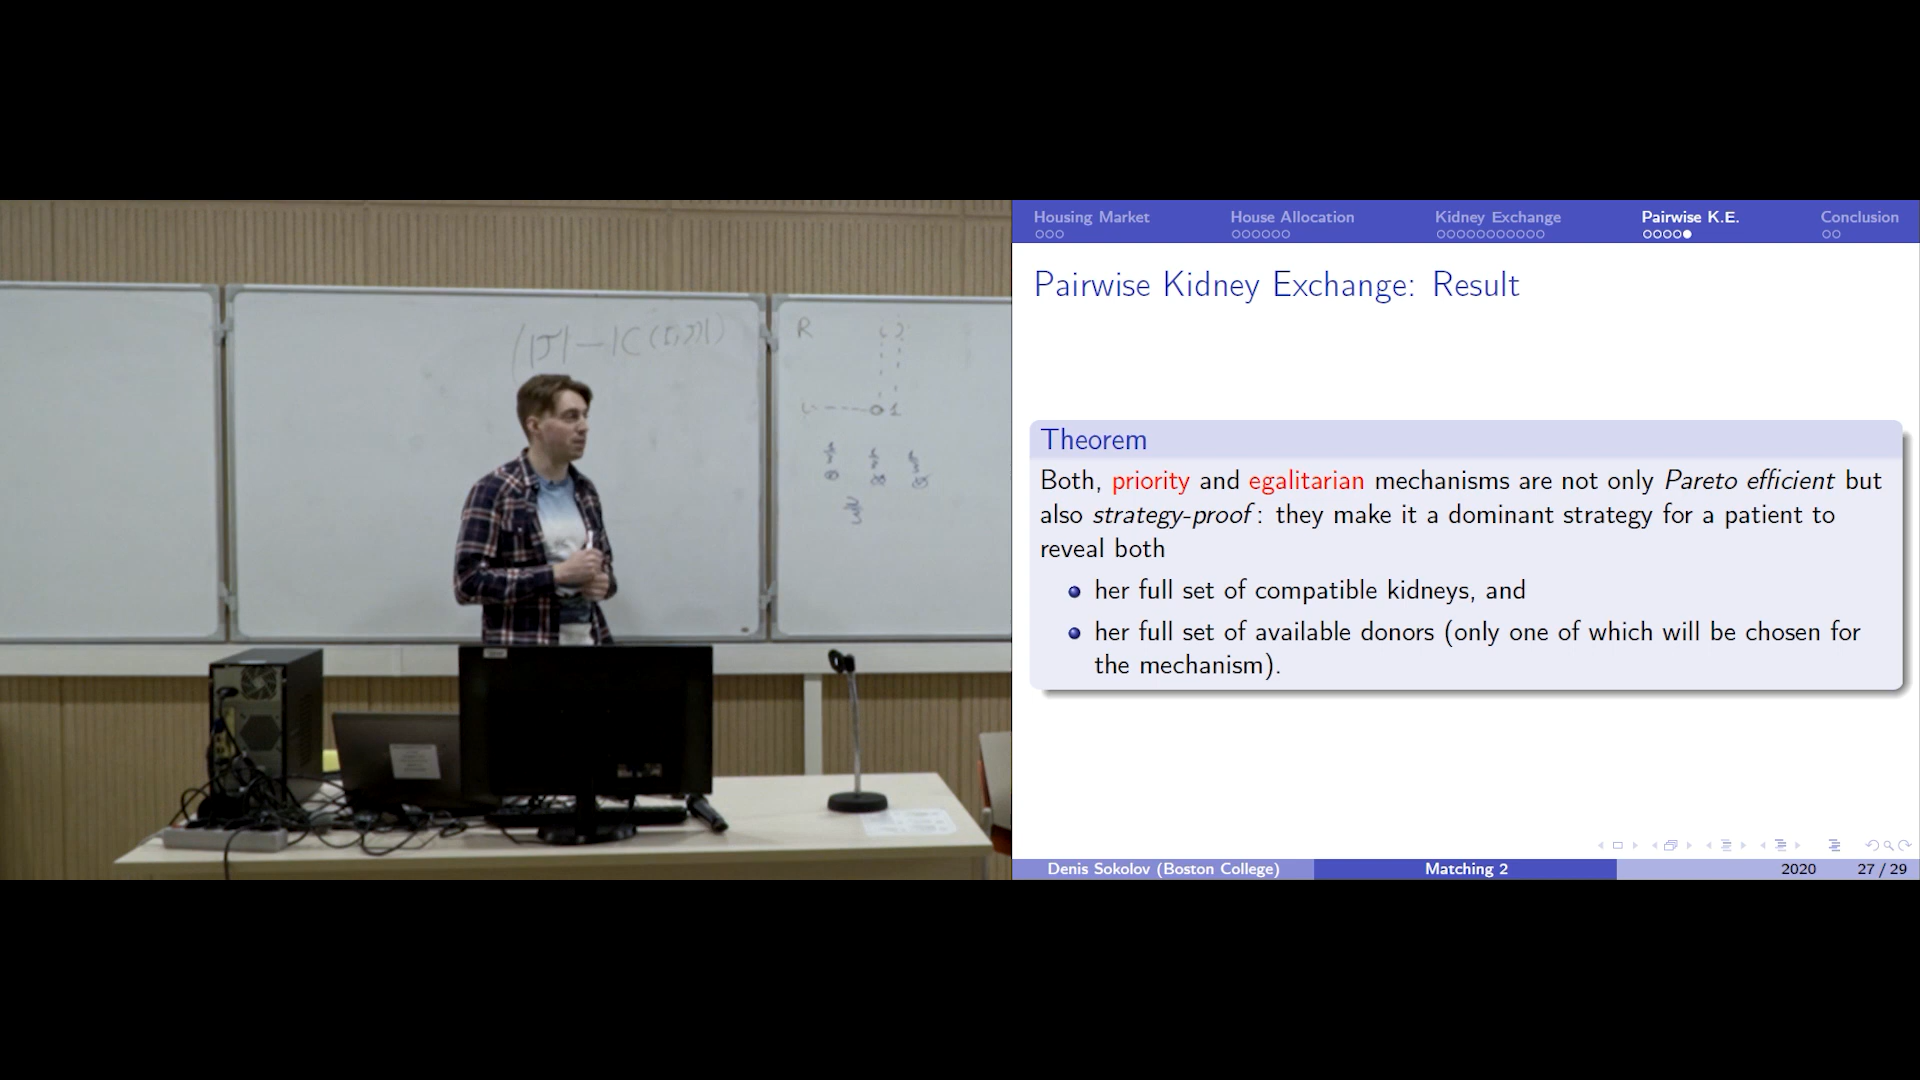 Housing Market House Allocation Kidney Exchange Pairwise K.E. Conclusion
Pairwise Kidney Exchange: Result
Theorem
Both, priority and egalitarian mechanisms are not only Pareto efficient but
also strategy-proof: they make it a dominant strategy for a patient to
reveal both
her full set of compatible kidneys, and
her full set of available donors (only one of which will be chosen for
the mechanism).
Denis Sokolov (Boston College) Matching 2 2020 27 / 29
R